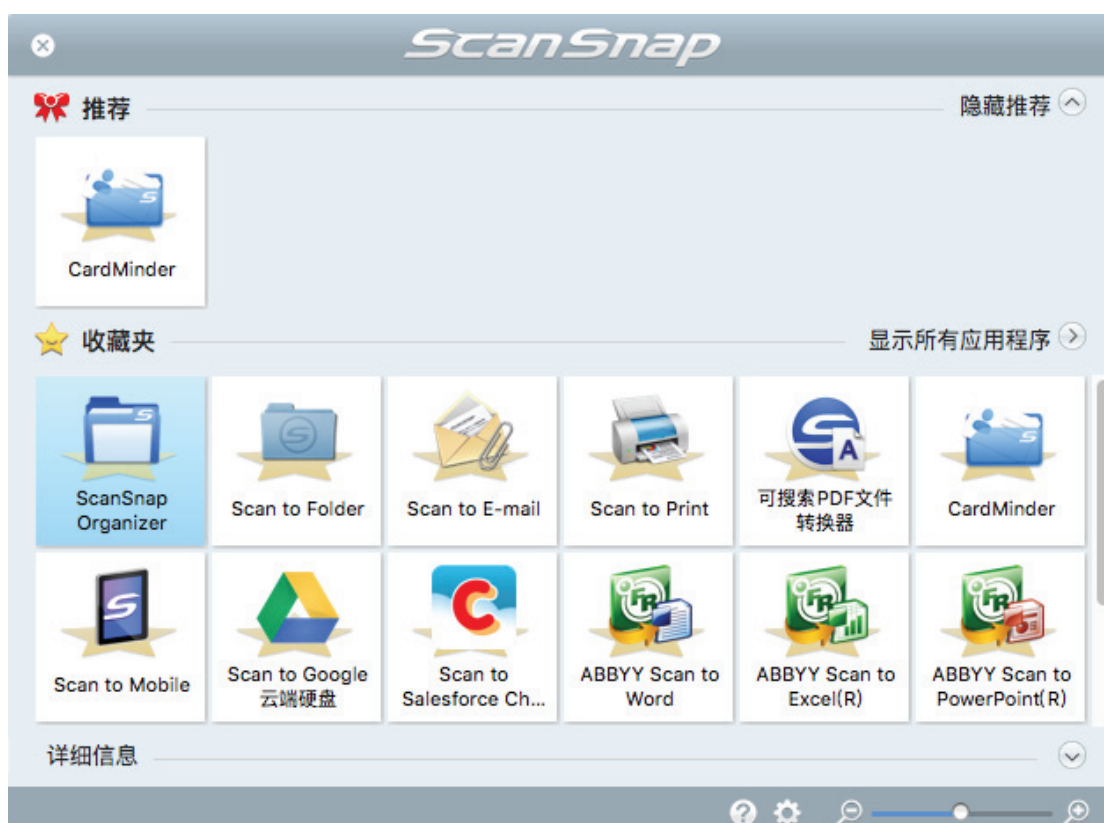 ScanSnap
推荐
隐藏推荐
CardMinder
收藏夹
显示所有应用程序
ScanSnap
Organizer
Scan to Folder
Scan to E-mail
Scan to Print
可搜索PDF文件
转换器
CardMinder
Scan to Mobile
Scan to Google
云端硬盘
Scan to
Salesforce Ch...
ABBYY Scan to
Word
ABBYY Scan to
Excel(R)
ABBYY Scan to
PowerPoint(R)
详细信息